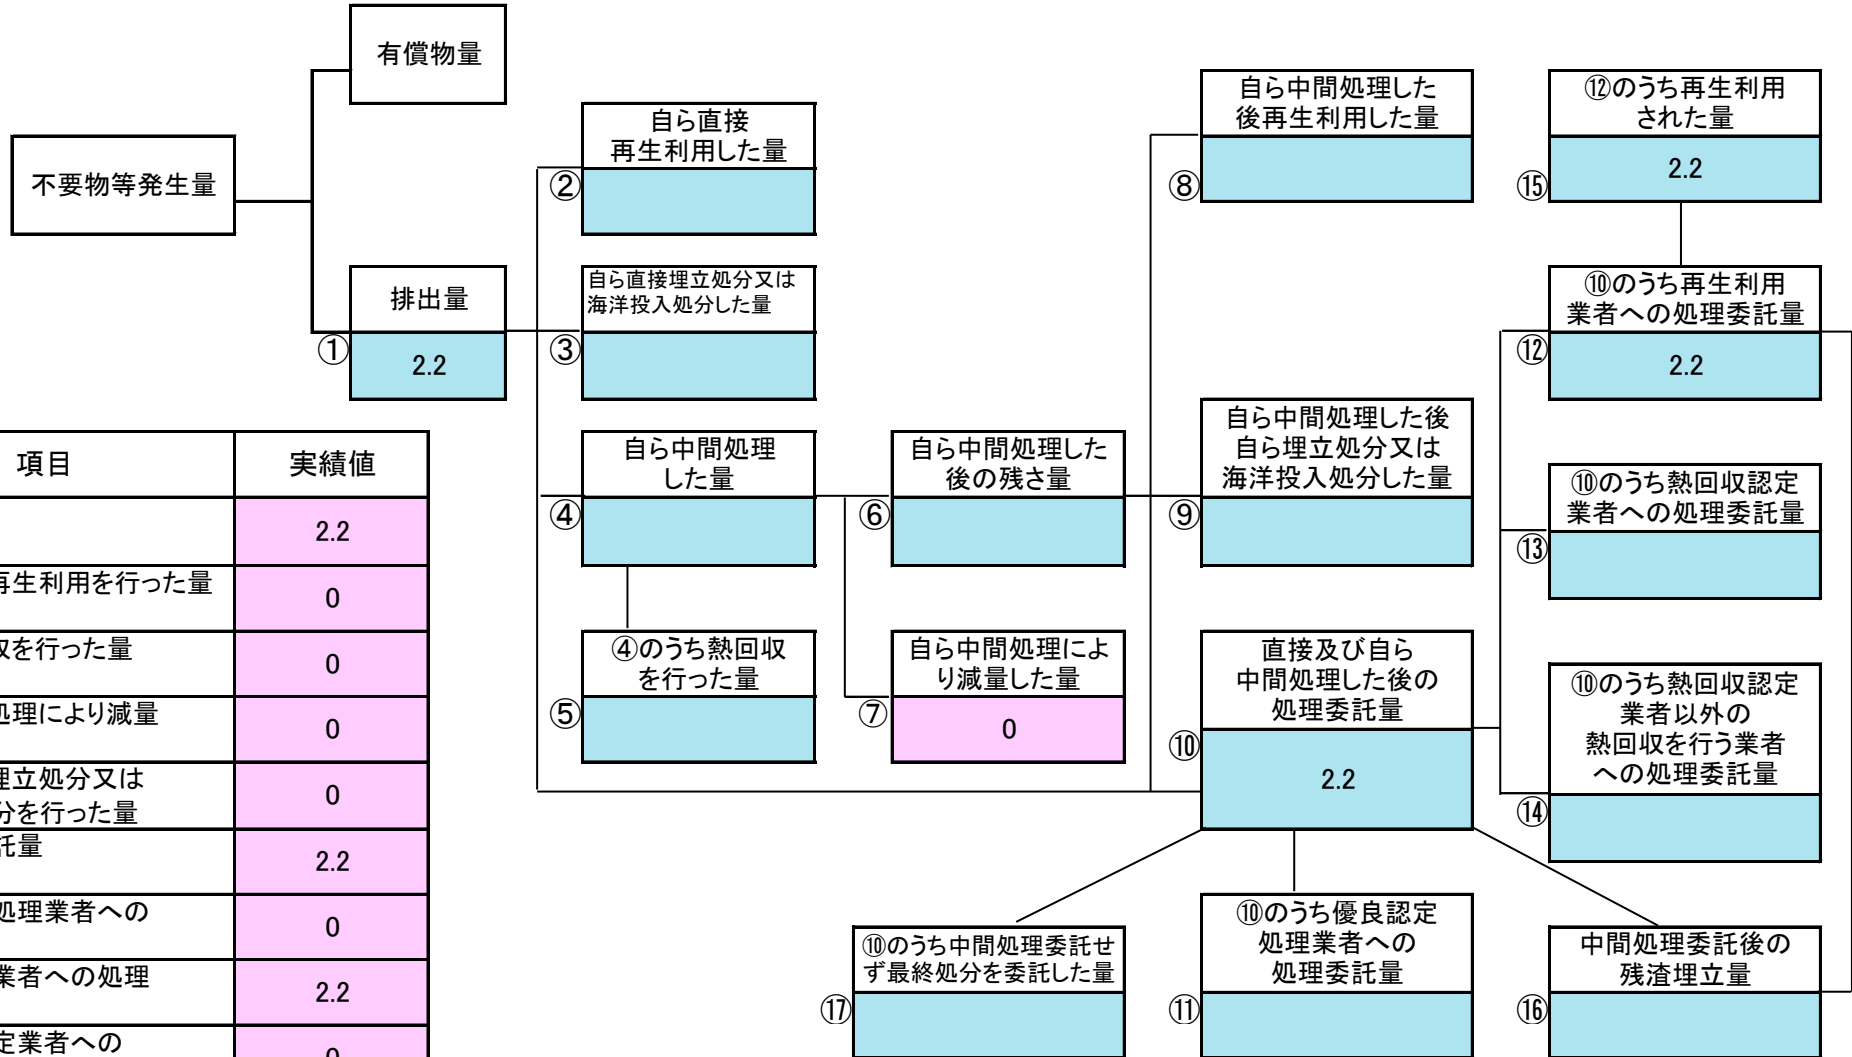 有償物量
不要物等発生量
排出量
①
2.2
自ら直接
再生利用した量
②
自ら直接埋立処分又は
海洋投入処分した量
③
自ら中間処理
した量
④
④のうち熱回収
を行った量
⑤
自ら中間処理した
後の残さ量
⑥
自ら中間処理によ
り減量した量
⑦
0
自ら中間処理した
後再生利用した量
⑧
自ら中間処理した後
自ら埋立処分又は
海洋投入処分した量
⑨
直接及び自ら
中間処理した後の
処理委託量
⑩
2.2
⑫のうち再生利用
された量
⑮
2.2
⑩のうち再生利用
業者への処理委託量
⑫
2.2
⑩のうち熱回収認定
業者への処理委託量
⑬
⑩のうち熱回収認定
業者以外の
熱回収を行う業者
への処理委託量
⑭
⑩のうち中間処理委託せ
ず最終処分を委託した量
⑰
⑩のうち優良認定
処理業者への
処理委託量
⑪
中間処理委託後の
残渣埋立量
⑯
項目 実績値
2.2
再生利用を行った量 0
を行った量 0
処理により減量 0
埋立処分又は
分を行った量 0
託量 2.2
処理業者への 0
業者への処理 2.2
定業者への 0